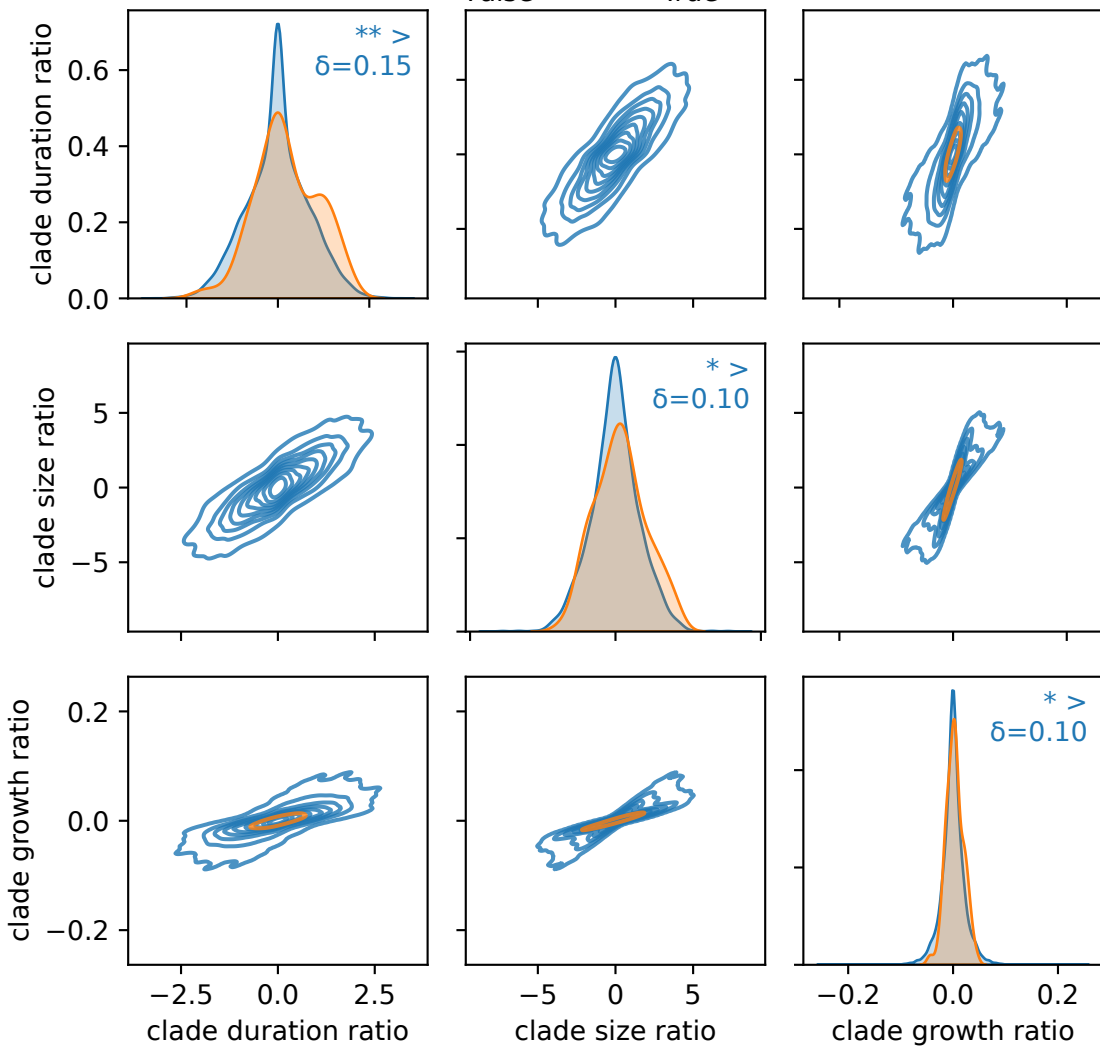 False True
clade duration ratio
0.6
0.4
0.2
0.0
** >
δ=0.15
clade size ratio
5
0
−5
* >
δ=0.10
clade growth ratio
0.2
0.0
−0.2
* >
δ=0.10
−2.5 0.0 2.5
−5 0 5
−0.2 0.0 0.2
clade duration ratio
clade size ratio
clade growth ratio